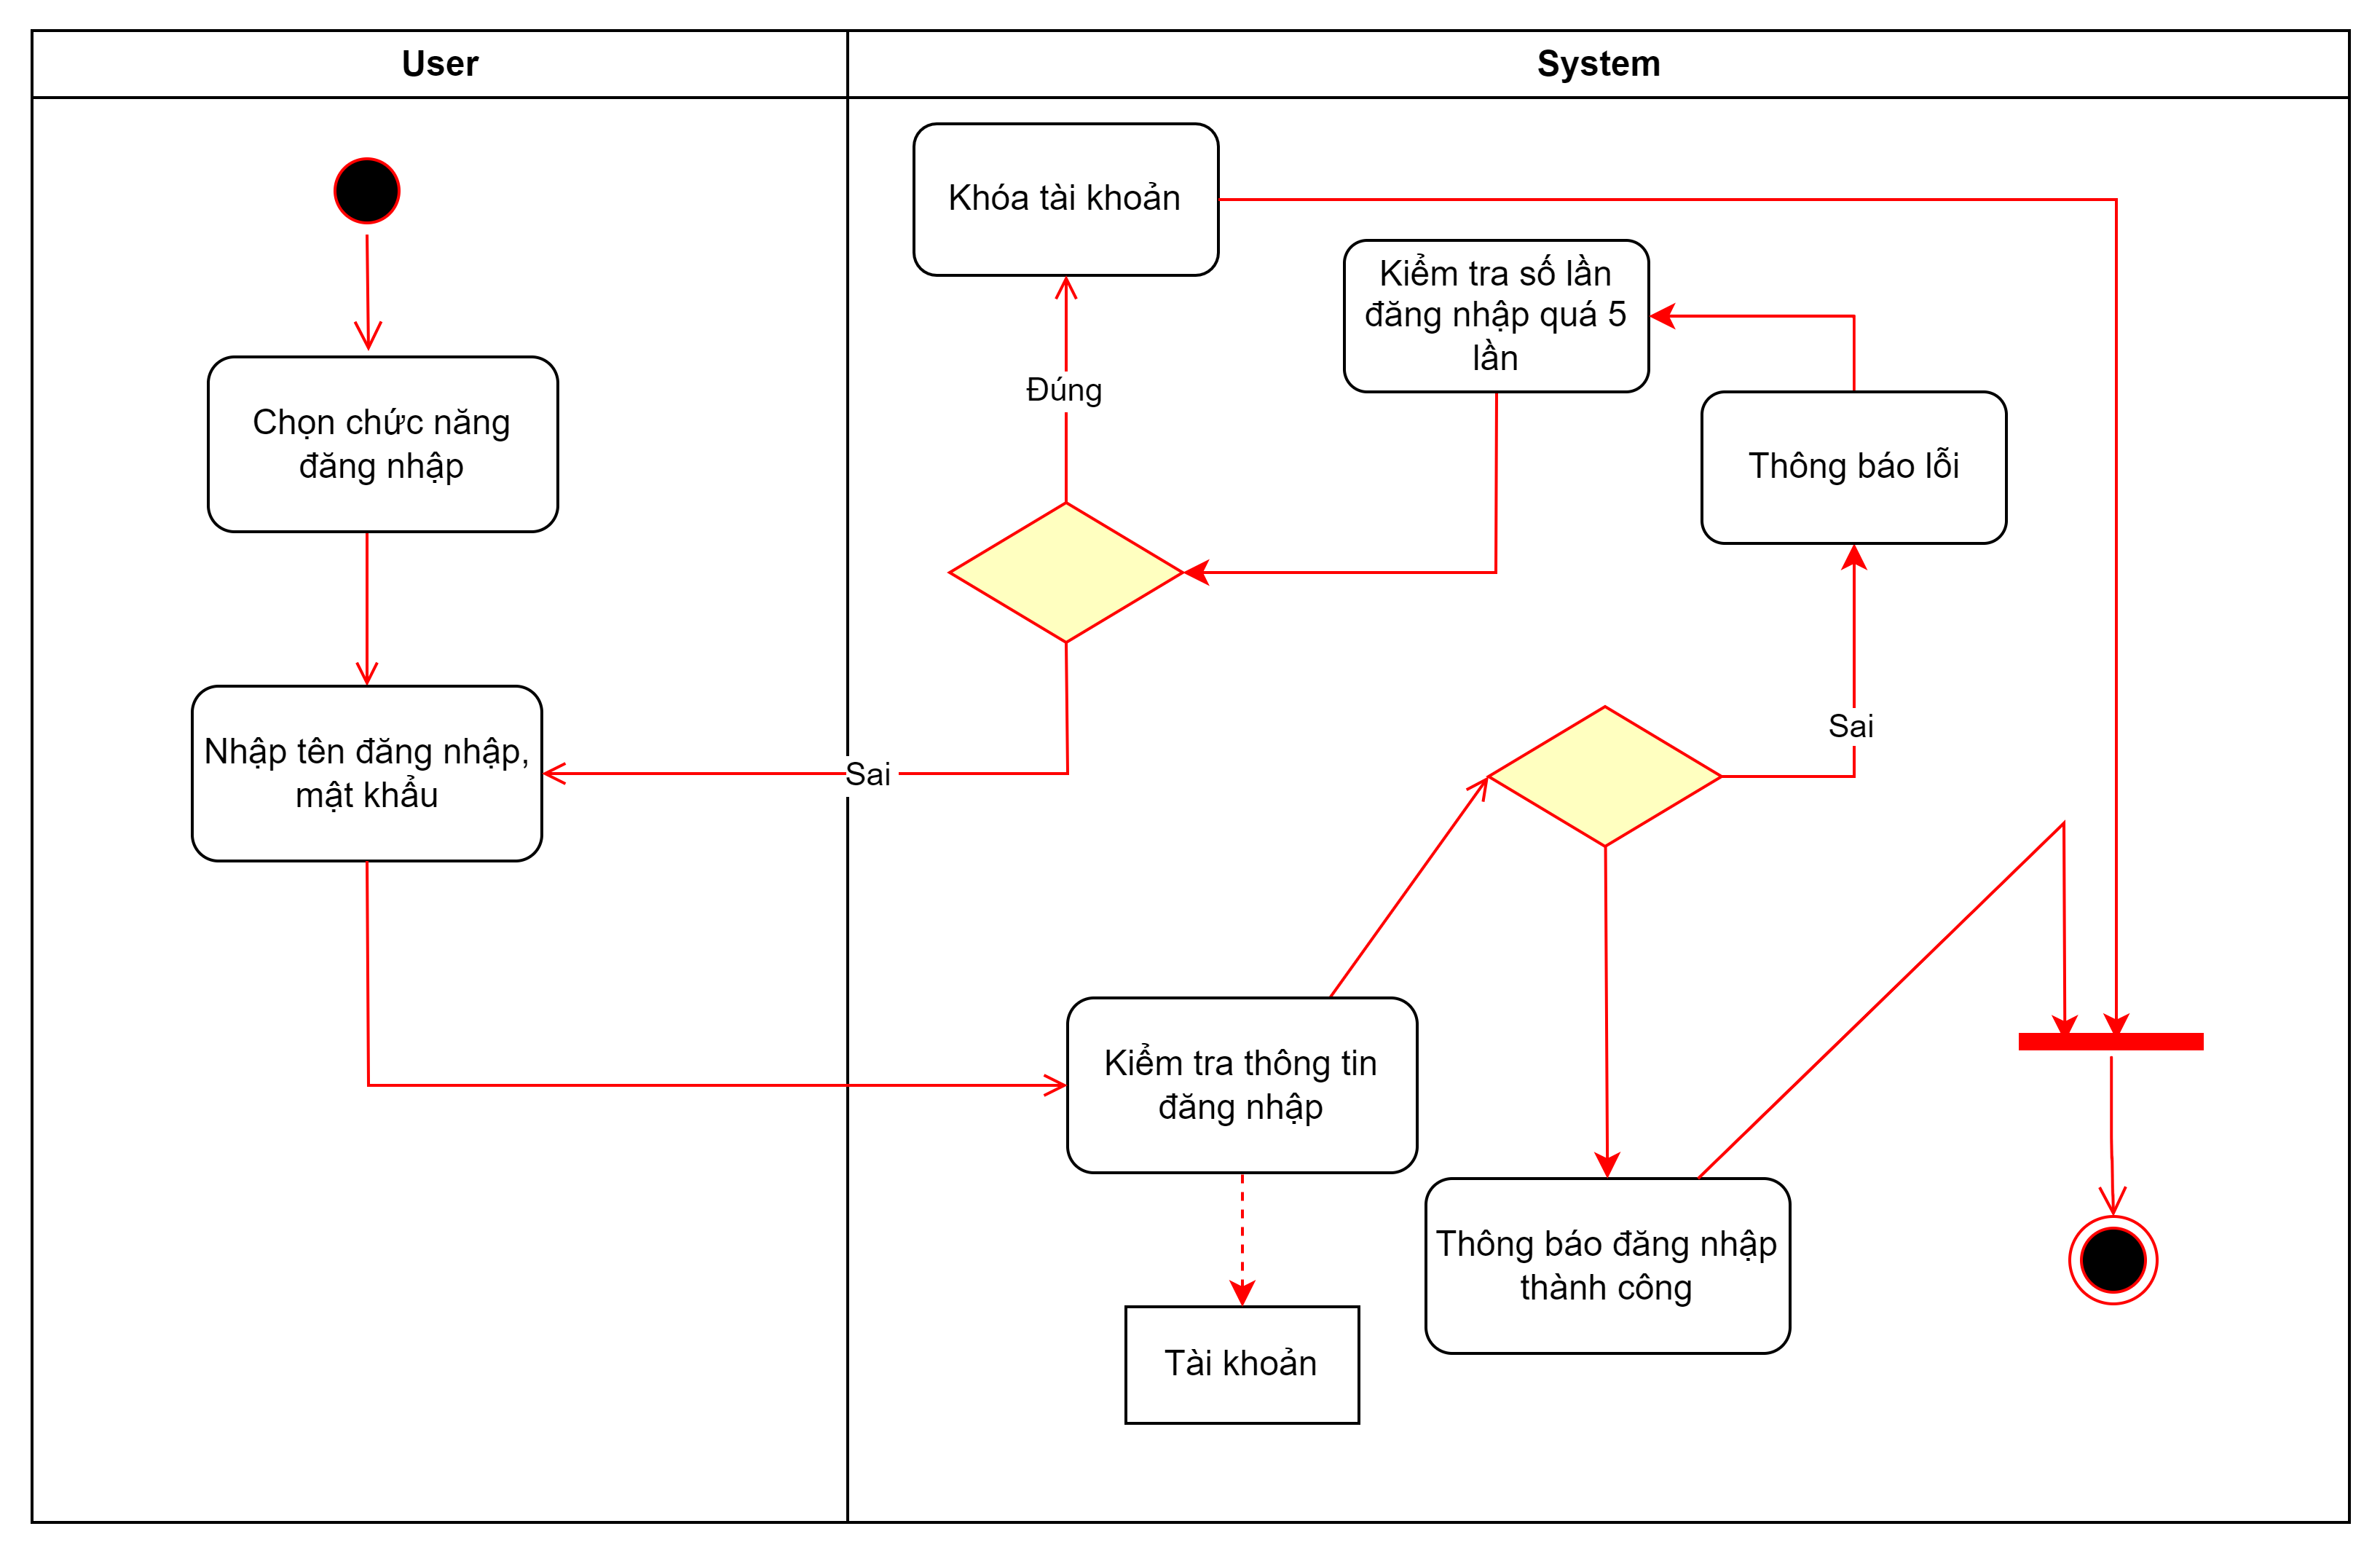 User
System
Khóa tài khoản
Kiểm tra số lần
đăng nhập quá 5
lần
Đúng
Chọn chức năng
đăng nhập
Thông báo lỗi
Nhập tên đăng nhập,
mật khẩu
Sai
Sai
Kiểm tra thông tin
đăng nhập
Thông báo đăng nhập
thành công
Tài khoản